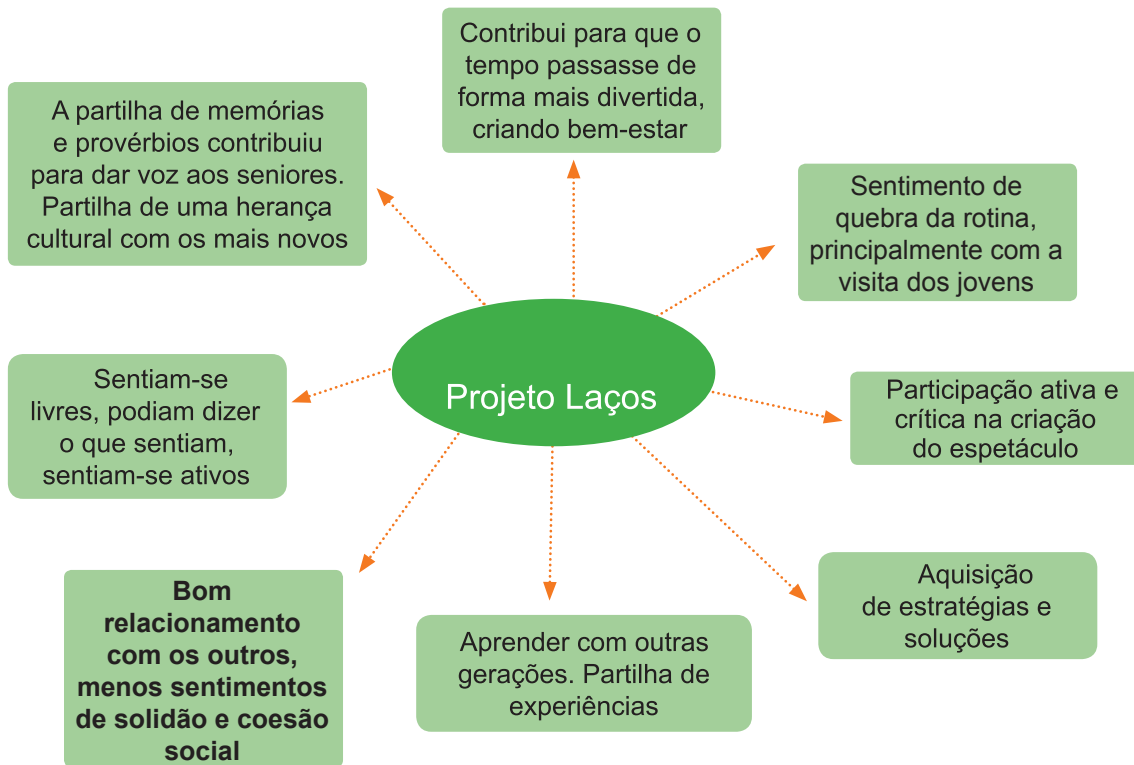 Contribui para que o
tempo passasse de
forma mais divertida,
criando bem-estar
A partilha de memórias
e provérbios contribuiu
para dar voz aos seniores.
Partilha de uma herança
cultural com os mais novos
Sentimento de
quebra da rotina,
principalmente com a
visita dos jovens
Projeto Laços
Sentiam-se
livres, podiam dizer
o que sentiam,
sentiam-se ativos
Participação ativa e
crítica na criação
do espetáculo
Bom
relacionamento
com os outros,
menos sentimentos
de solidão e coesão
social
Aprender com outras
gerações. Partilha de
experiências
Aquisição
de estratégias e
soluções